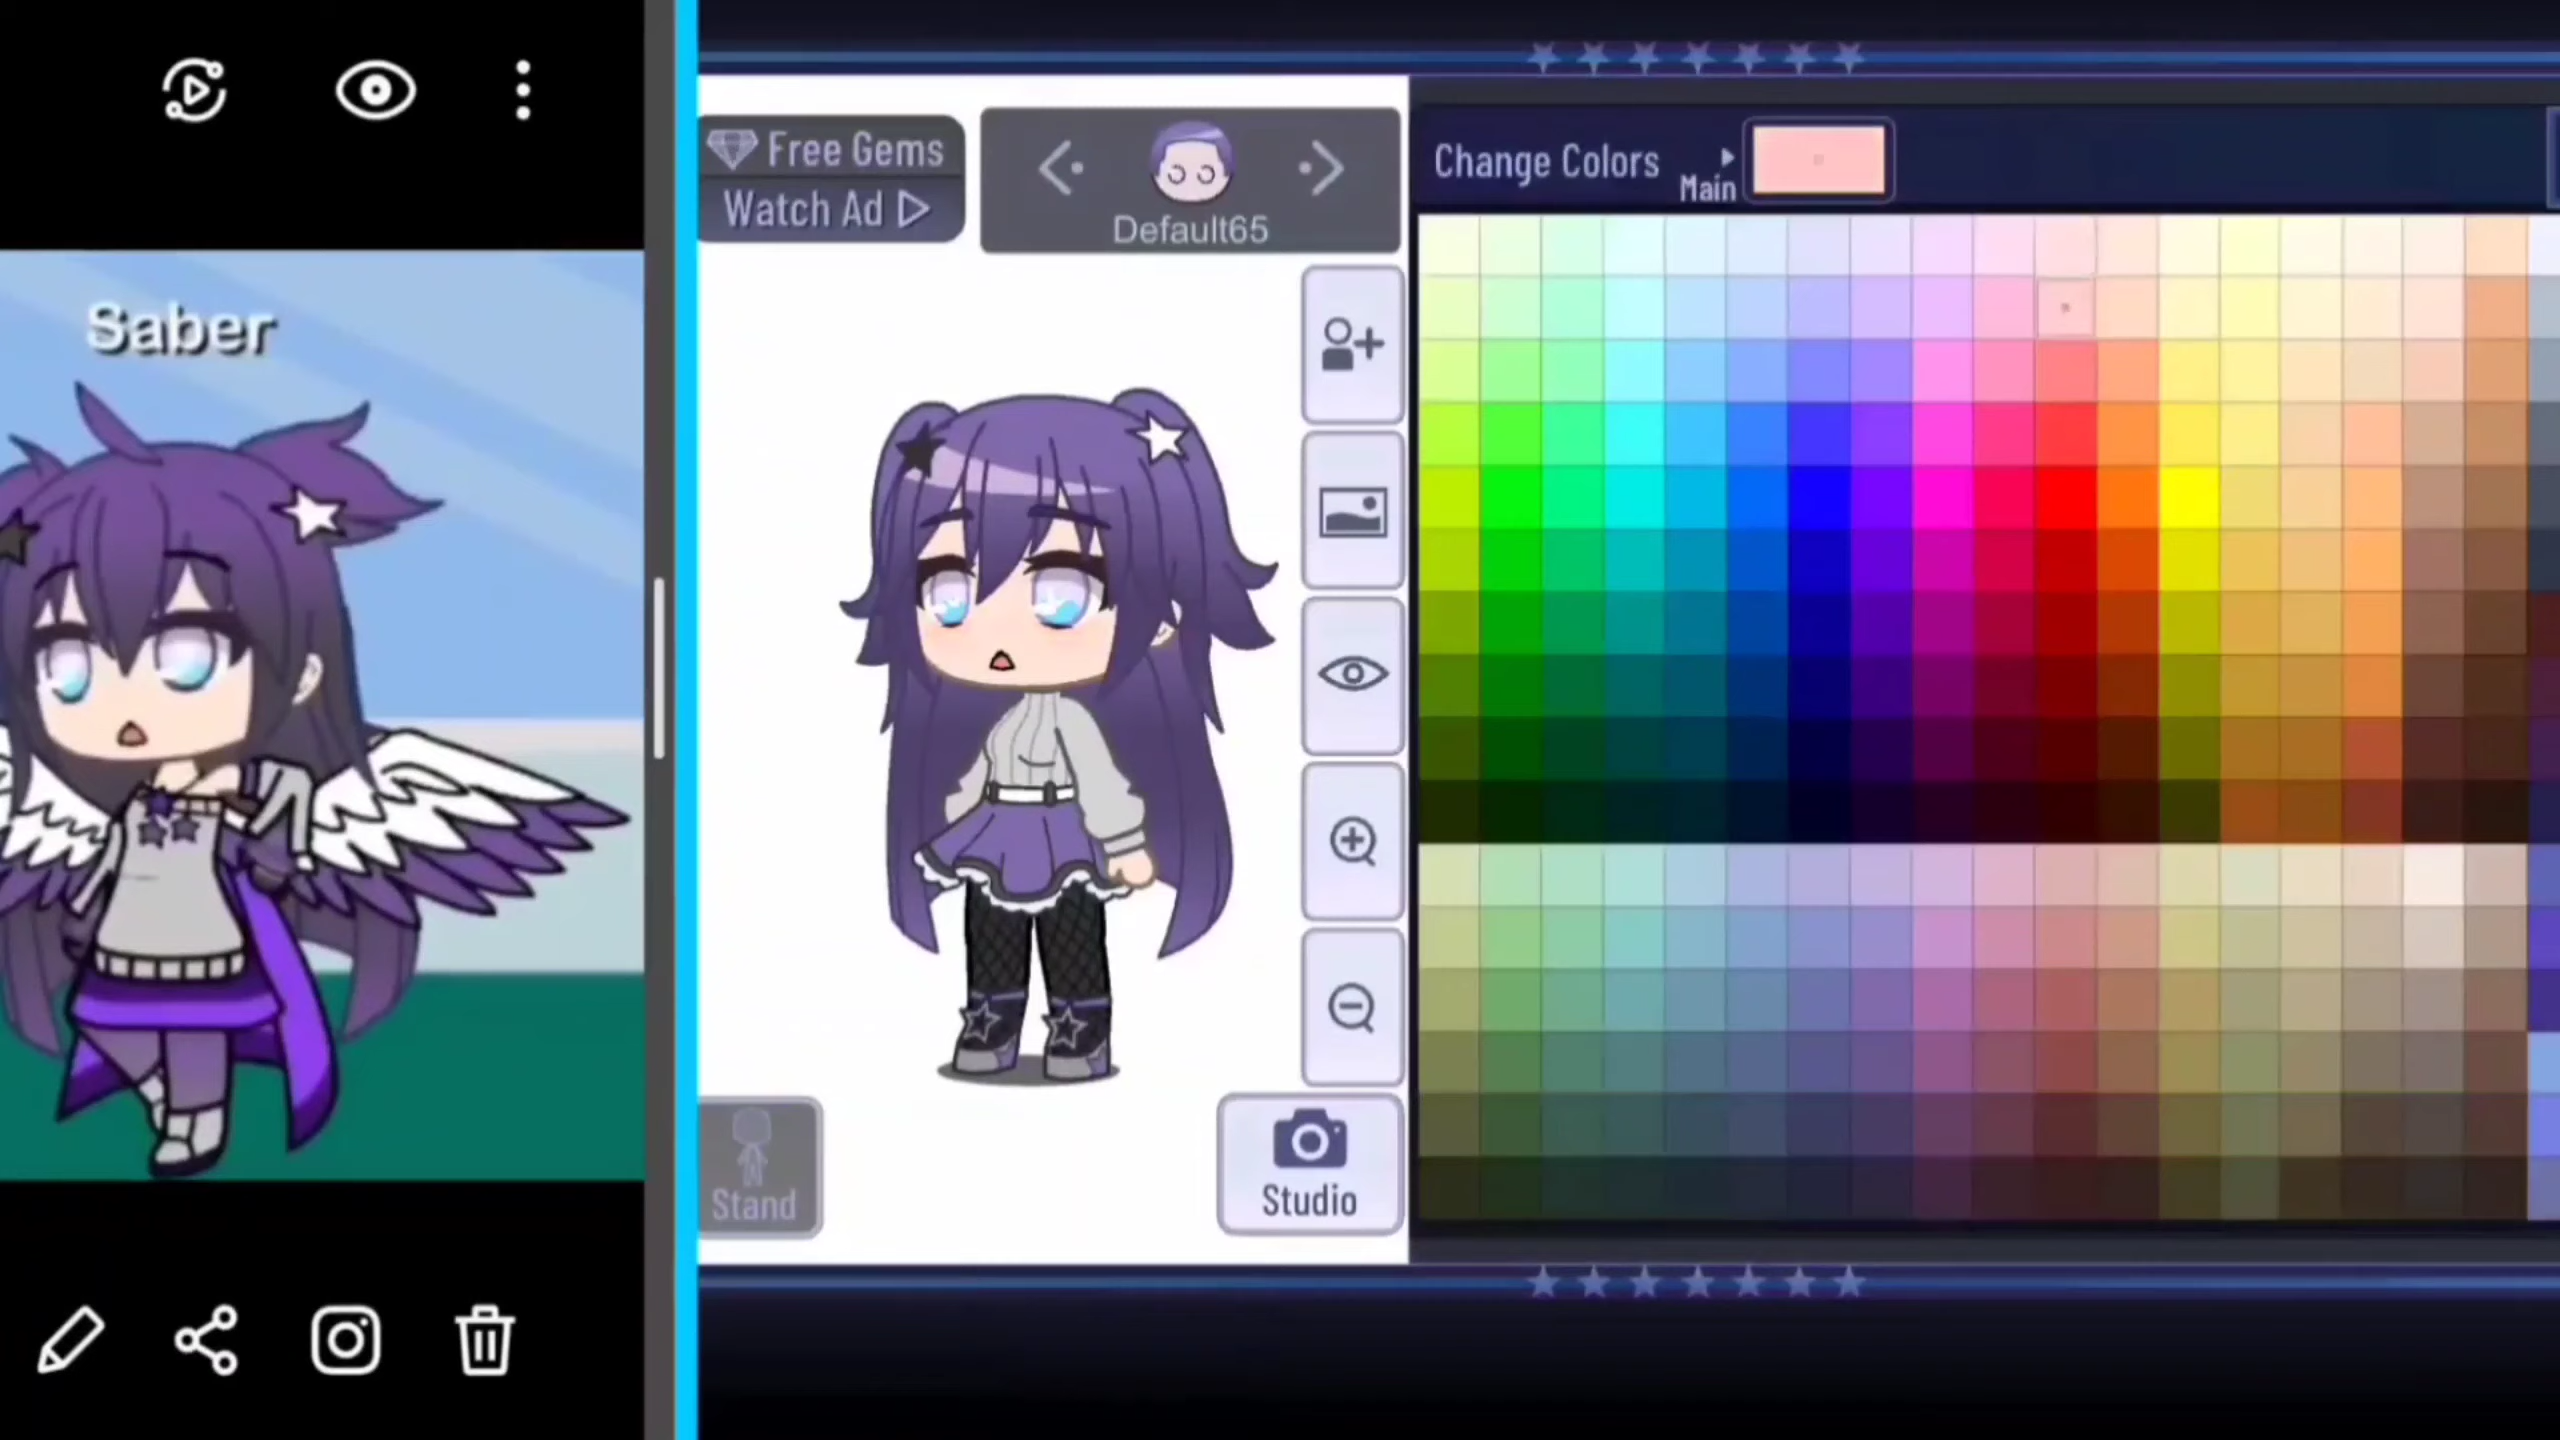 Saber
Free Gems
Watch Ad
Default65
Change Colors
Main
Stand
Studio